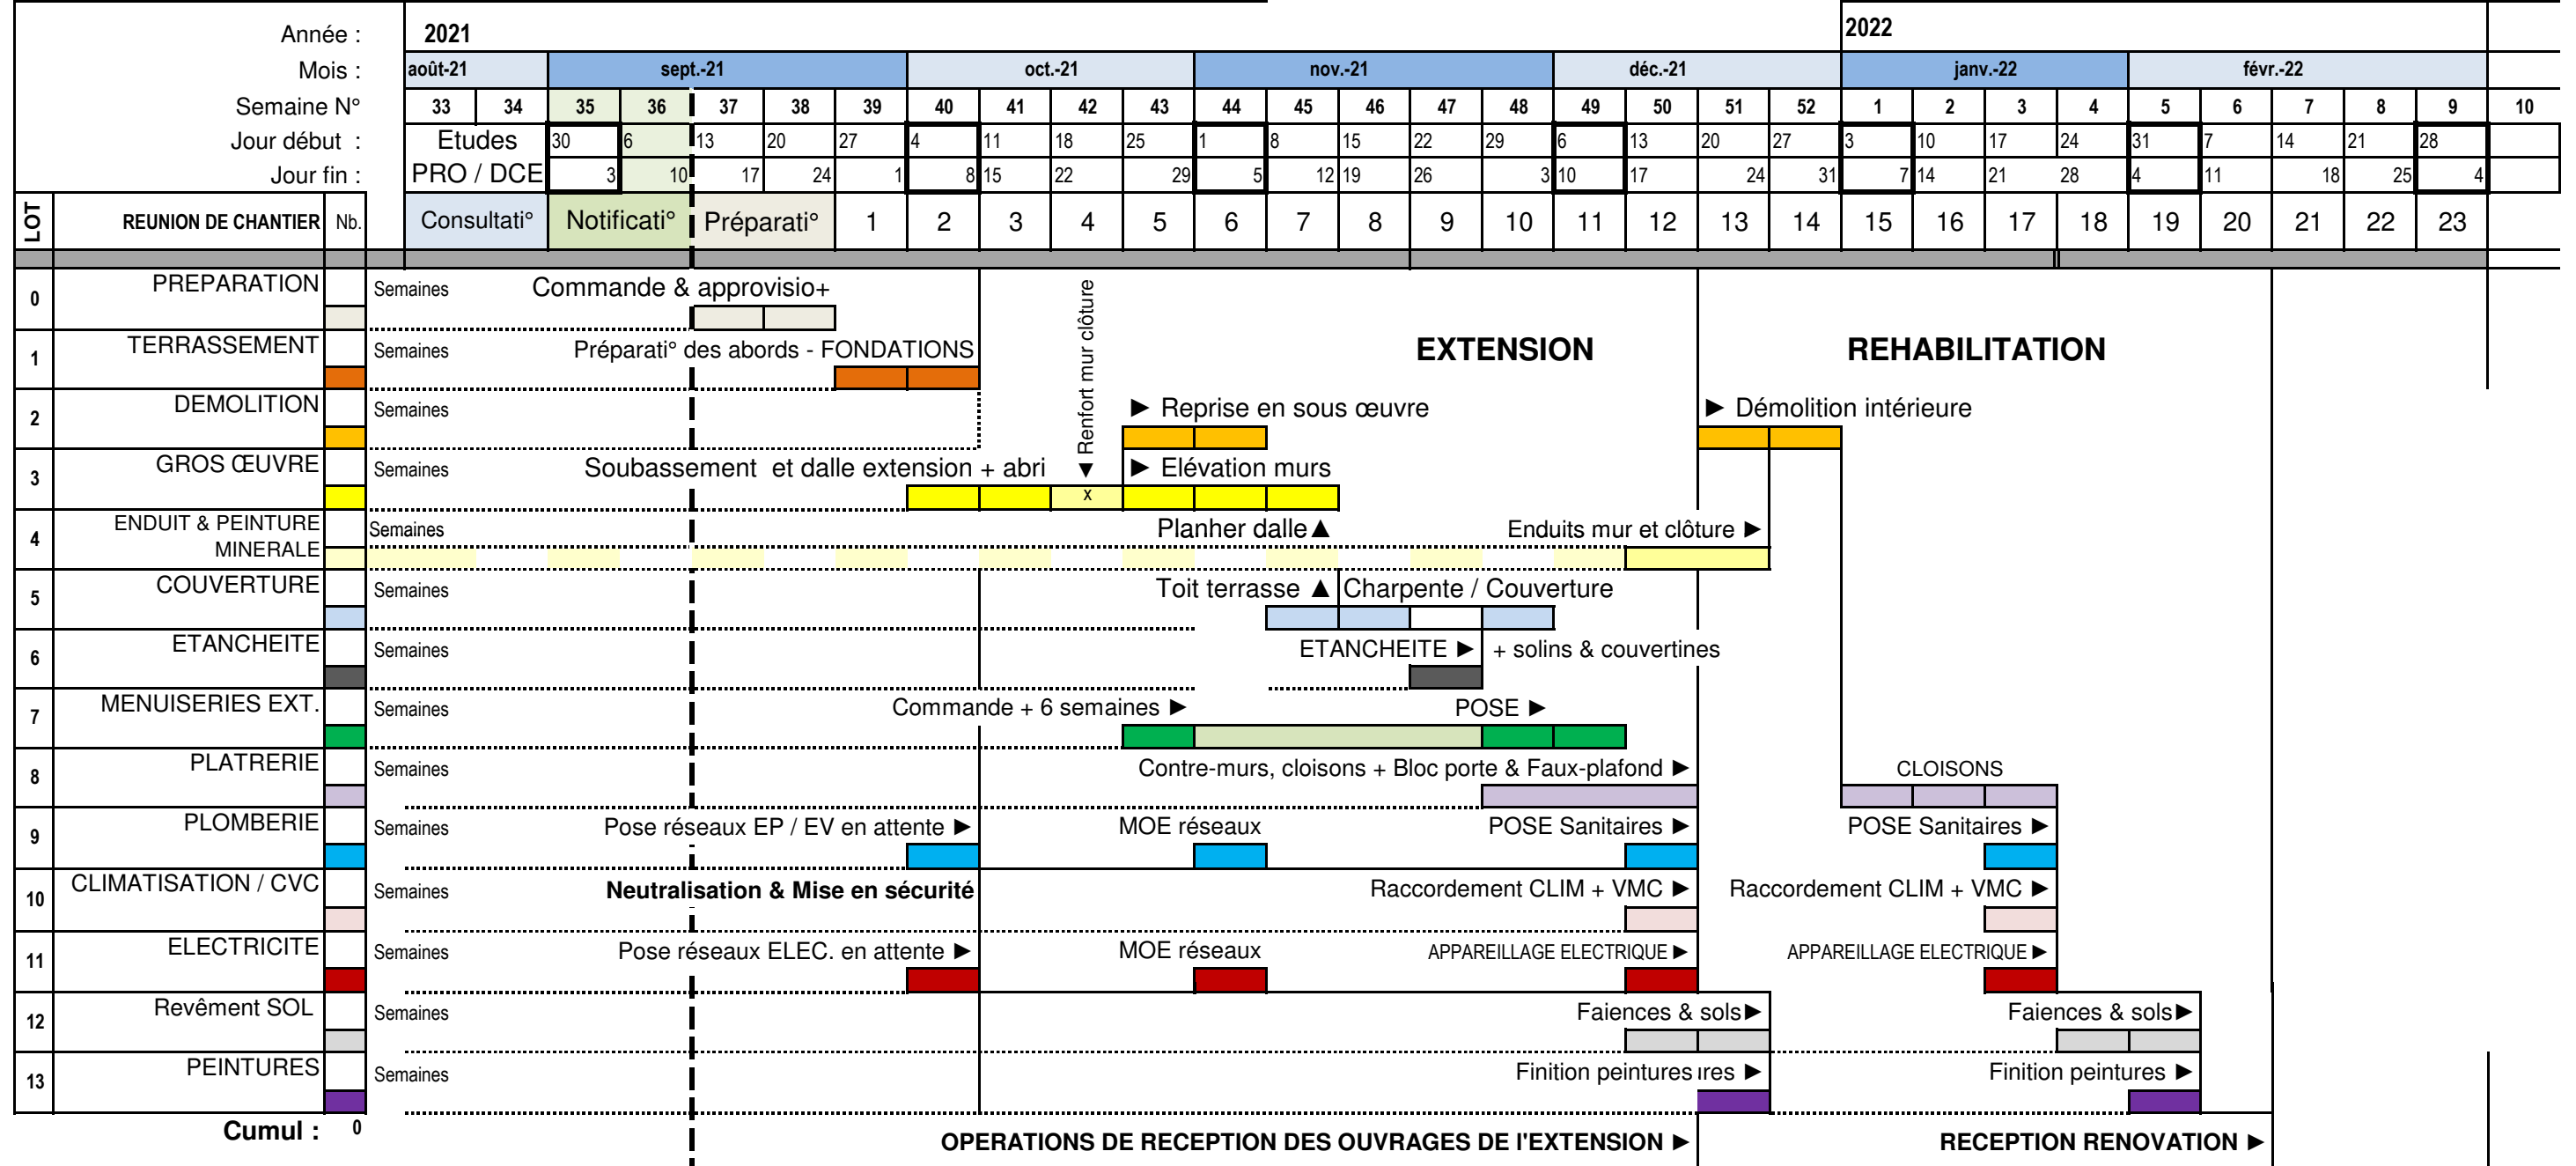 Année : 2021 2022
Mois : août-21 sept.-21 oct.-21 nov.-21 déc.-21 janv.-22 févr.-22
Semaine N° 33 34 35 36 37 38 39 40 41 42 43 44 45 46 47 48 49 50 51 52 1 2 3 4 5 6 7 8 9 10
Jour début : Etudes 30 6 13 20 27 4 11 18 25 1 8 15 22 29 6 13 20 27 3 10 17 24 31 7 14 21 28
Jour fin : PRO / DCE 3 10 17 24 1 8 15 22 29 5 12 19 26 3 10 17 24 31 7 14 21 28 4 11 18 25 4
LOT REUNION DE CHANTIER Nb. Consultati° Notificati° Préparati° 1 2 3 4 5 6 7 8 9 10 11 12 13 14 15 16 17 18 19 20 21 22 23
0 PREPARATION Semaines Commande & approvisio+
Renfort mur clôture ▼
1 TERRASSEMENT Semaines Préparati° des abords - FONDATIONS EXTENSION REHABILITATION
2 DEMOLITION Semaines ► Reprise en sous œuvre ► Démolition intérieure
3 GROS ŒUVRE Semaines Soubassement et dalle extension + abri ► Elévation murs
x
4 ENDUIT & PEINTURE MINERALE Semaines Planher dalle▲ Enduits mur et clôture ►
5 COUVERTURE Semaines Toit terrasse ▲ Charpente / Couverture
6 ETANCHEITE Semaines ETANCHEITE ► + solins & couvertines
7 MENUISERIES EXT. Semaines Commande + 6 semaines ► POSE ►
8 PLATRERIE Semaines Contre-murs, cloisons + Bloc porte & Faux-plafond ► CLOISONS
9 PLOMBERIE Semaines Pose réseaux EP / EV en attente ► MOE réseaux POSE Sanitaires ► POSE Sanitaires ►
10 CLIMATISATION / CVC Semaines Neutralisation & Mise en sécurité Raccordement CLIM + VMC ► Raccordement CLIM + VMC ►
11 ELECTRICITE Semaines Pose réseaux ELEC. en attente ► MOE réseaux APPAREILLAGE ELECTRIQUE ► APPAREILLAGE ELECTRIQUE ►
12 Revêment SOL Semaines Faiences & sols► Faiences & sols►
13 PEINTURES Semaines Finition peintures ires ► Finition peintures ►
Cumul : 0 OPERATIONS DE RECEPTION DES OUVRAGES DE l'EXTENSION ► RECEPTION RENOVATION ►